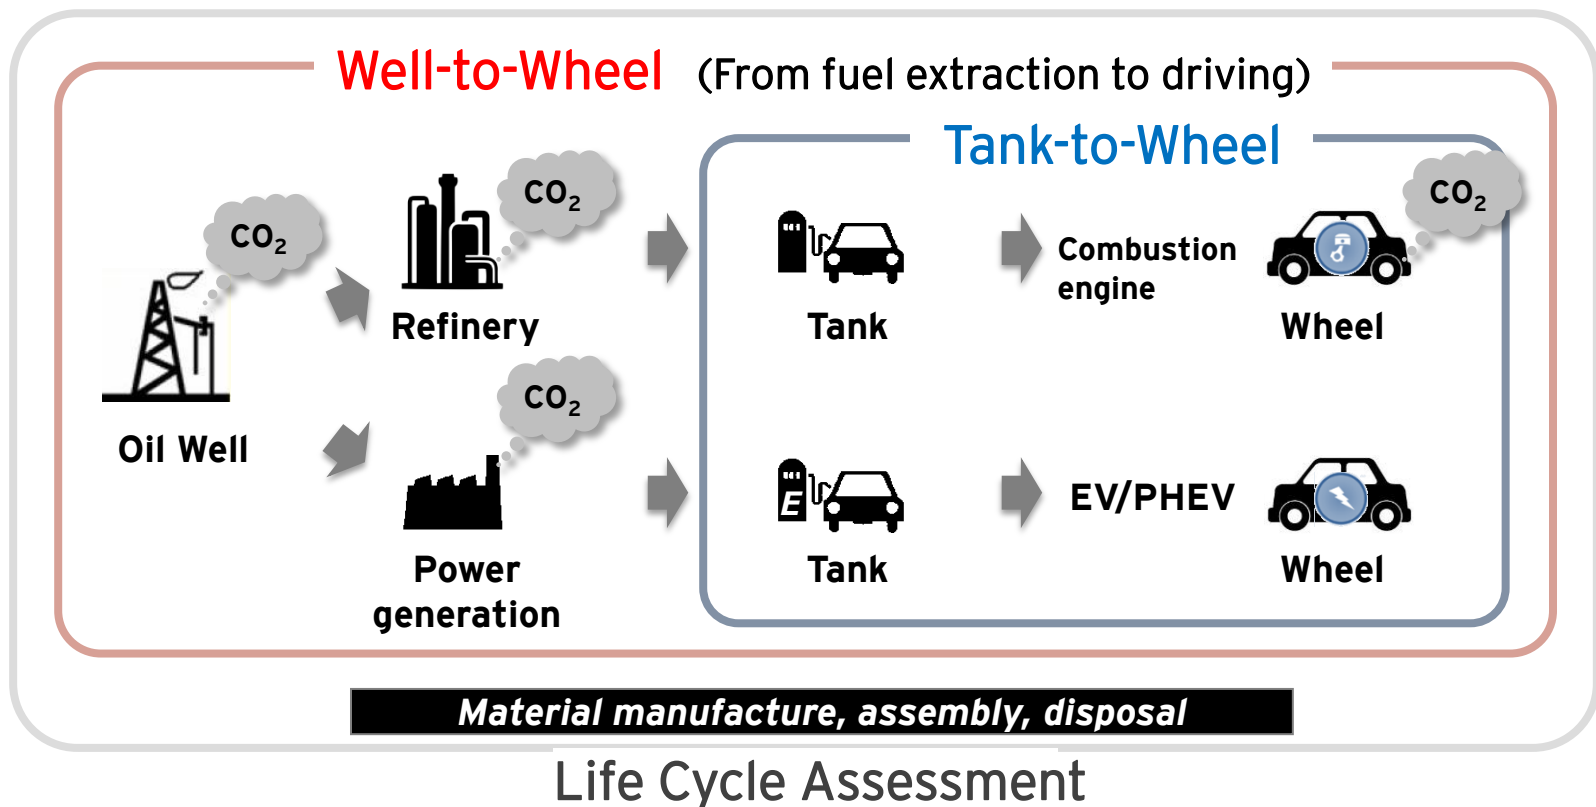 Well-to-Wheel (From fuel extraction to driving)
Tank-to-Wheel
CO₂
CO₂
CO₂
Combustion
engine
Refinery
Tank
Wheel
CO₂
Oil Well
E
EV/PHEV
Power
generation
Tank
Wheel
Material manufacture, assembly, disposal
Life Cycle Assessment